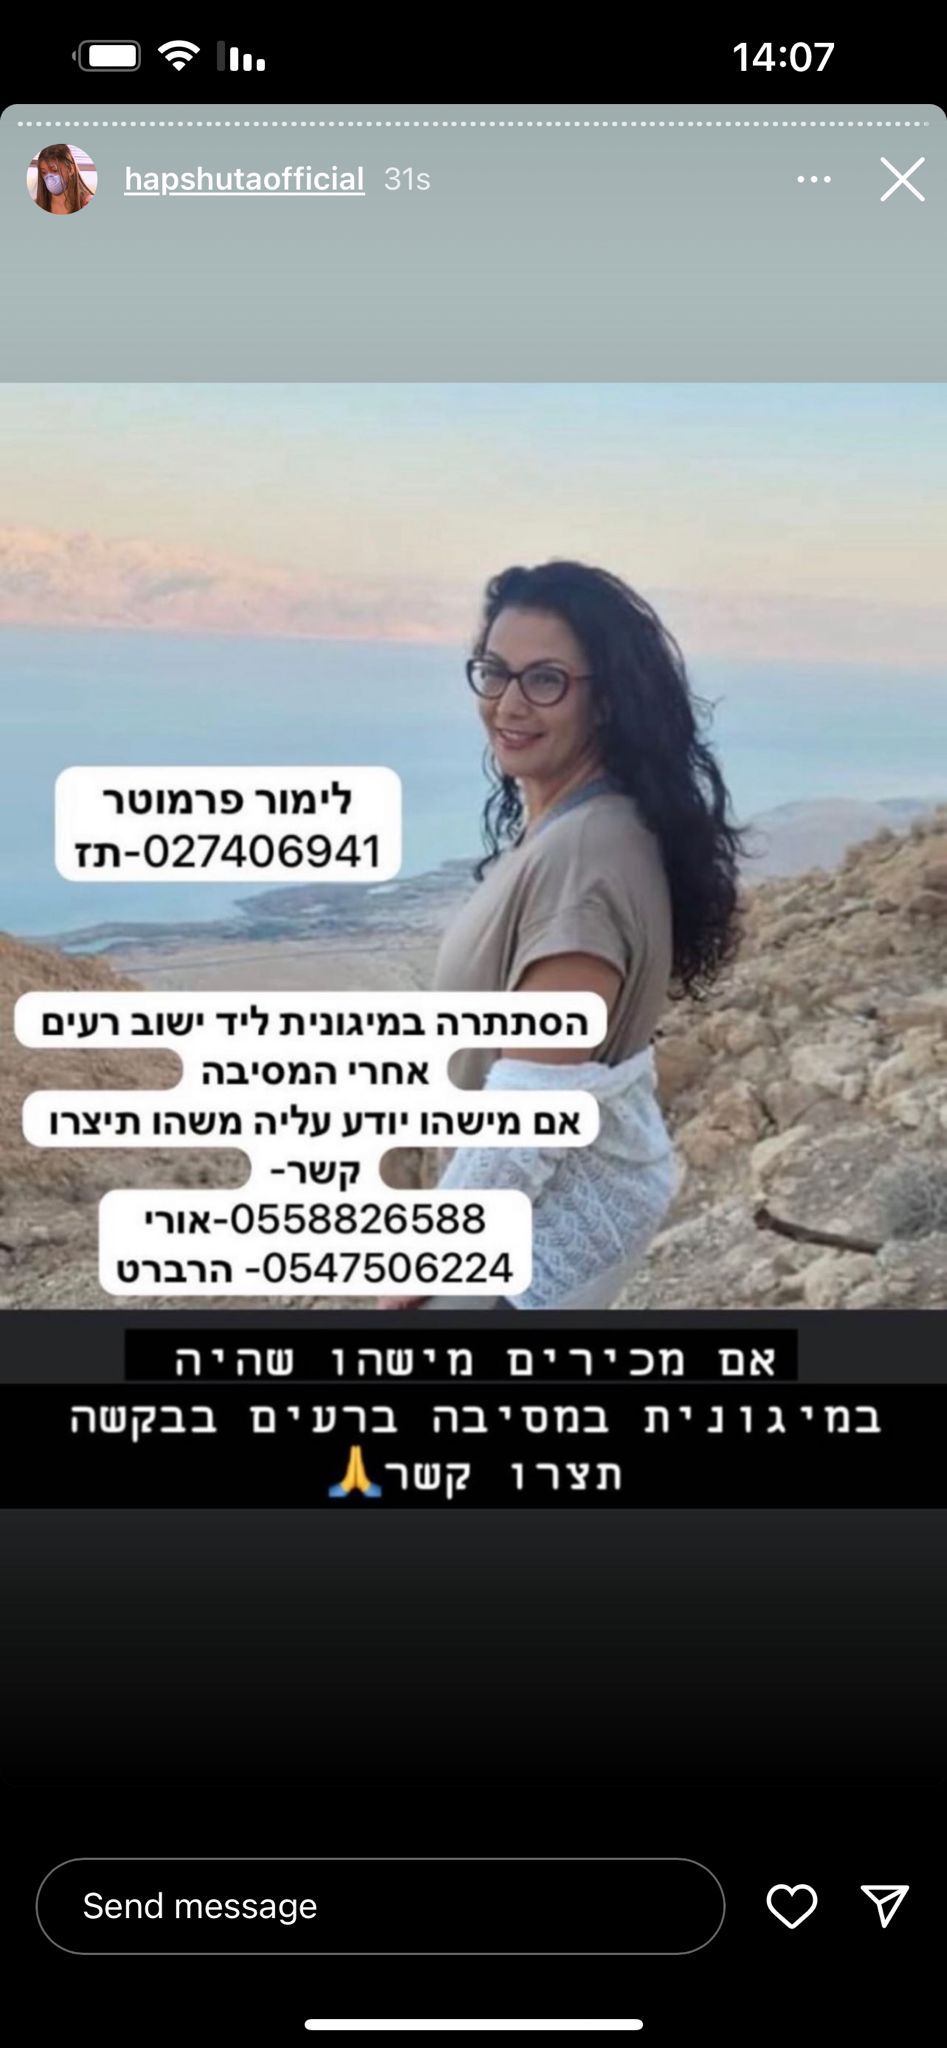 14:07
hapshutaofficial 31s
לימור פרמוטר
תז-027406941
הסתתרה במיגונית ליד ישוב רעים
אחרי המסיבה
אם מישהו יודע עליה משהו תיצרו
קשר-
אורי-0558826588
הרברט -0547506224
אם מכירים מישהו שהיה
במיגונית במסיבה ברעים בבקשה
תצרו קשר🙏
Send message